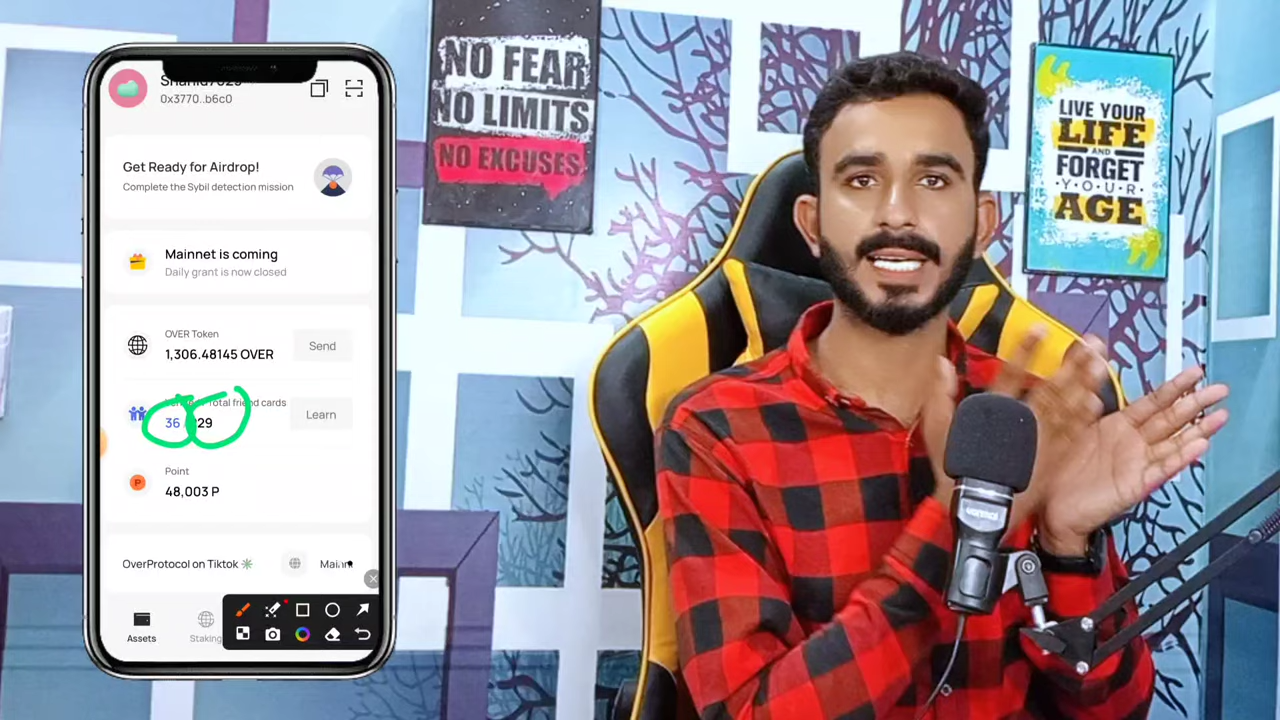 0x3770..b6c0
Get Ready for Airdrop!
Complete the Sybil detection mission
Mainnet is coming
Daily grant is now closed
OVER Token
1,306.48145 OVER
Send
Total friend cards
36
29
Learn
Point
P
48,003 P
OverProtocol on Tiktok
Assets
Staking
NO FEAR
NO LIMITS
NO EXCUSES.
LIVE YOUR
LIFE
AND
FORGET
YOUR
AGE